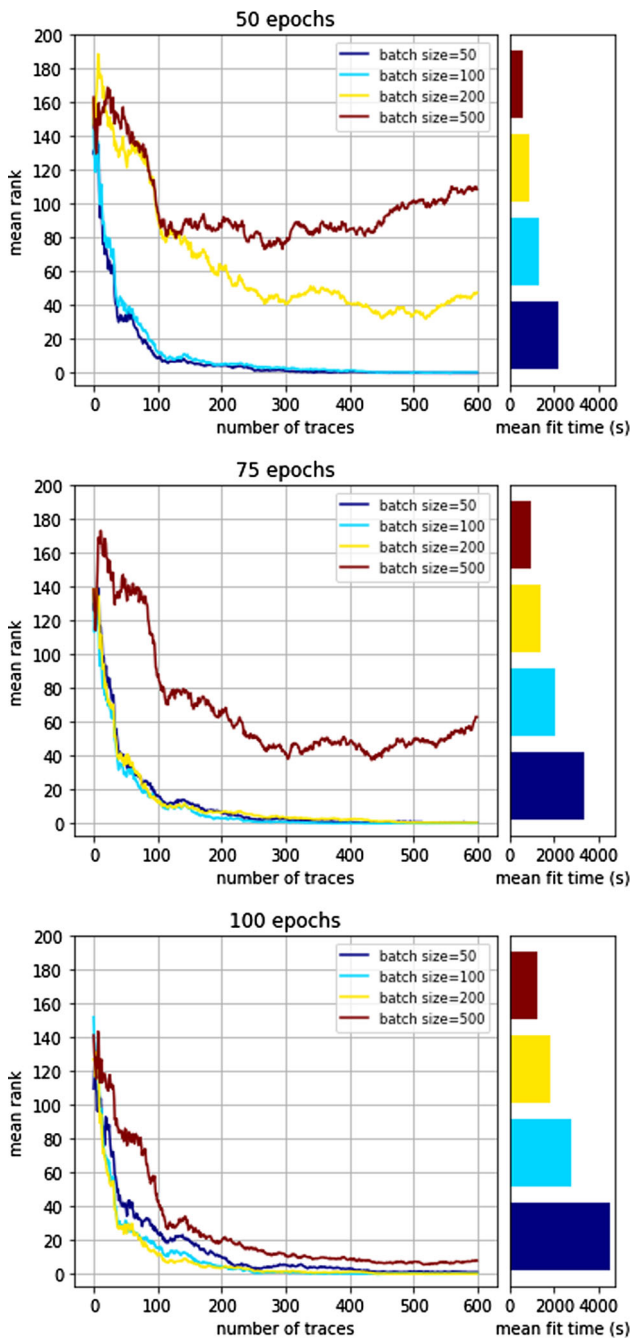 50 epochs
200
180
160
140
120
100
80
60
40
20
0
mean rank
batch size=50
batch size=100
batch size=200
batch size=500
0 100 200 300 400 500 600
number of traces
0 2000 4000
mean fit time (s)
75 epochs
200
180
160
140
120
100
80
60
40
20
0
mean rank
batch size=50
batch size=100
batch size=200
batch size=500
0 100 200 300 400 500 600
number of traces
0 2000 4000
mean fit time (s)
100 epochs
200
180
160
140
120
100
80
60
40
20
0
mean rank
batch size=50
batch size=100
batch size=200
batch size=500
0 100 200 300 400 500 600
number of traces
0 2000 4000
mean fit time (s)